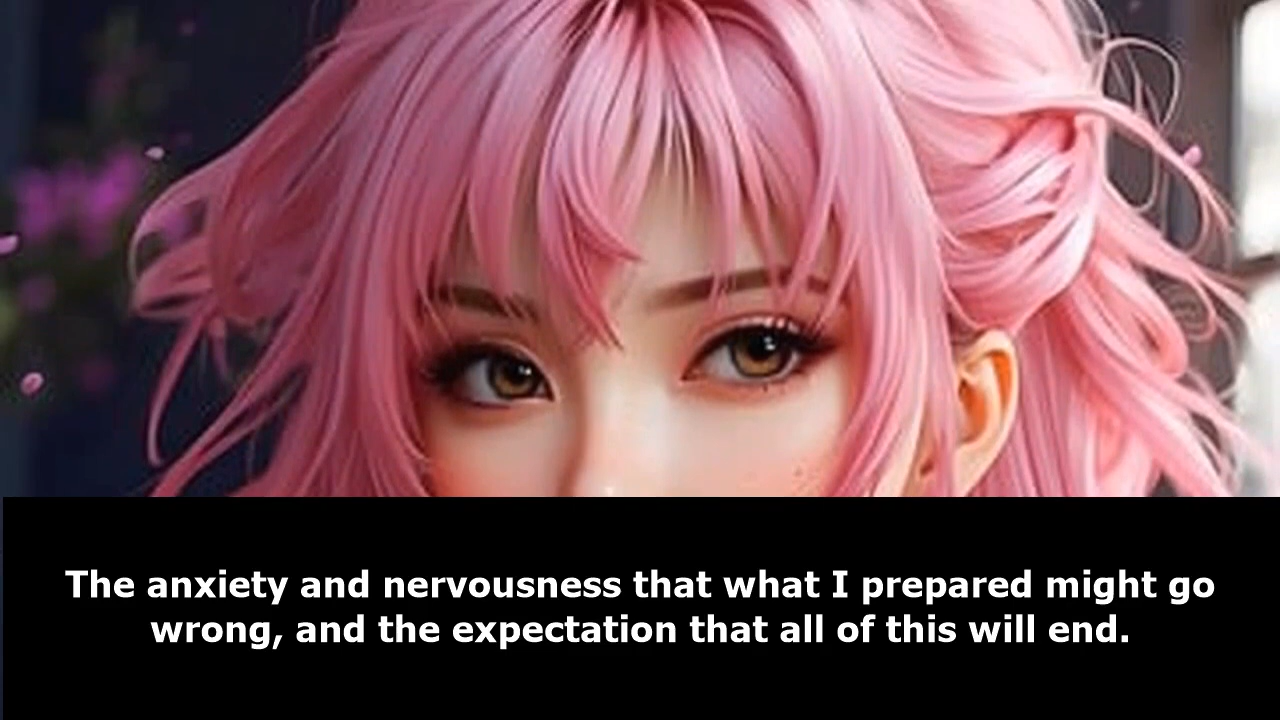 The anxiety and nervousness that what I prepared might go
wrong, and the expectation that all of this will end.